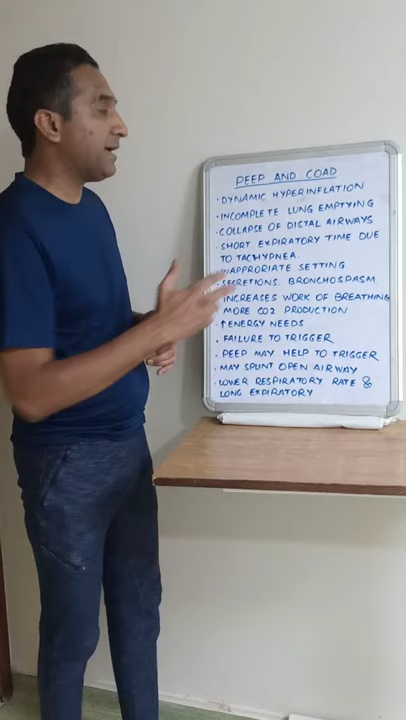 PEEP AND COAD
· DYNAMIC HYPERINFLATION
· INCOMPLETE LUNG EMPTYING
· COLLAPSE OF DISTAL AIRWAYS
· SHORT EXPIRATORY TIME DUE
TO TACHYPNEA.
INAPPRORIATE SETTING.
· SECRETIONS. BRONCHOSPASM
INCREASES WORK OF BREATHING
MORE CO2 PRODUCTION
· ↑ENERGY NEEDS
· FAILURE TO TRIGGER
· PEEP MAY HELP TO TRIGGER
· MAY SPUNT OPEN AIRWAY
· LOWER RESPIRATORY RATE &
LONG EXPIRATORY